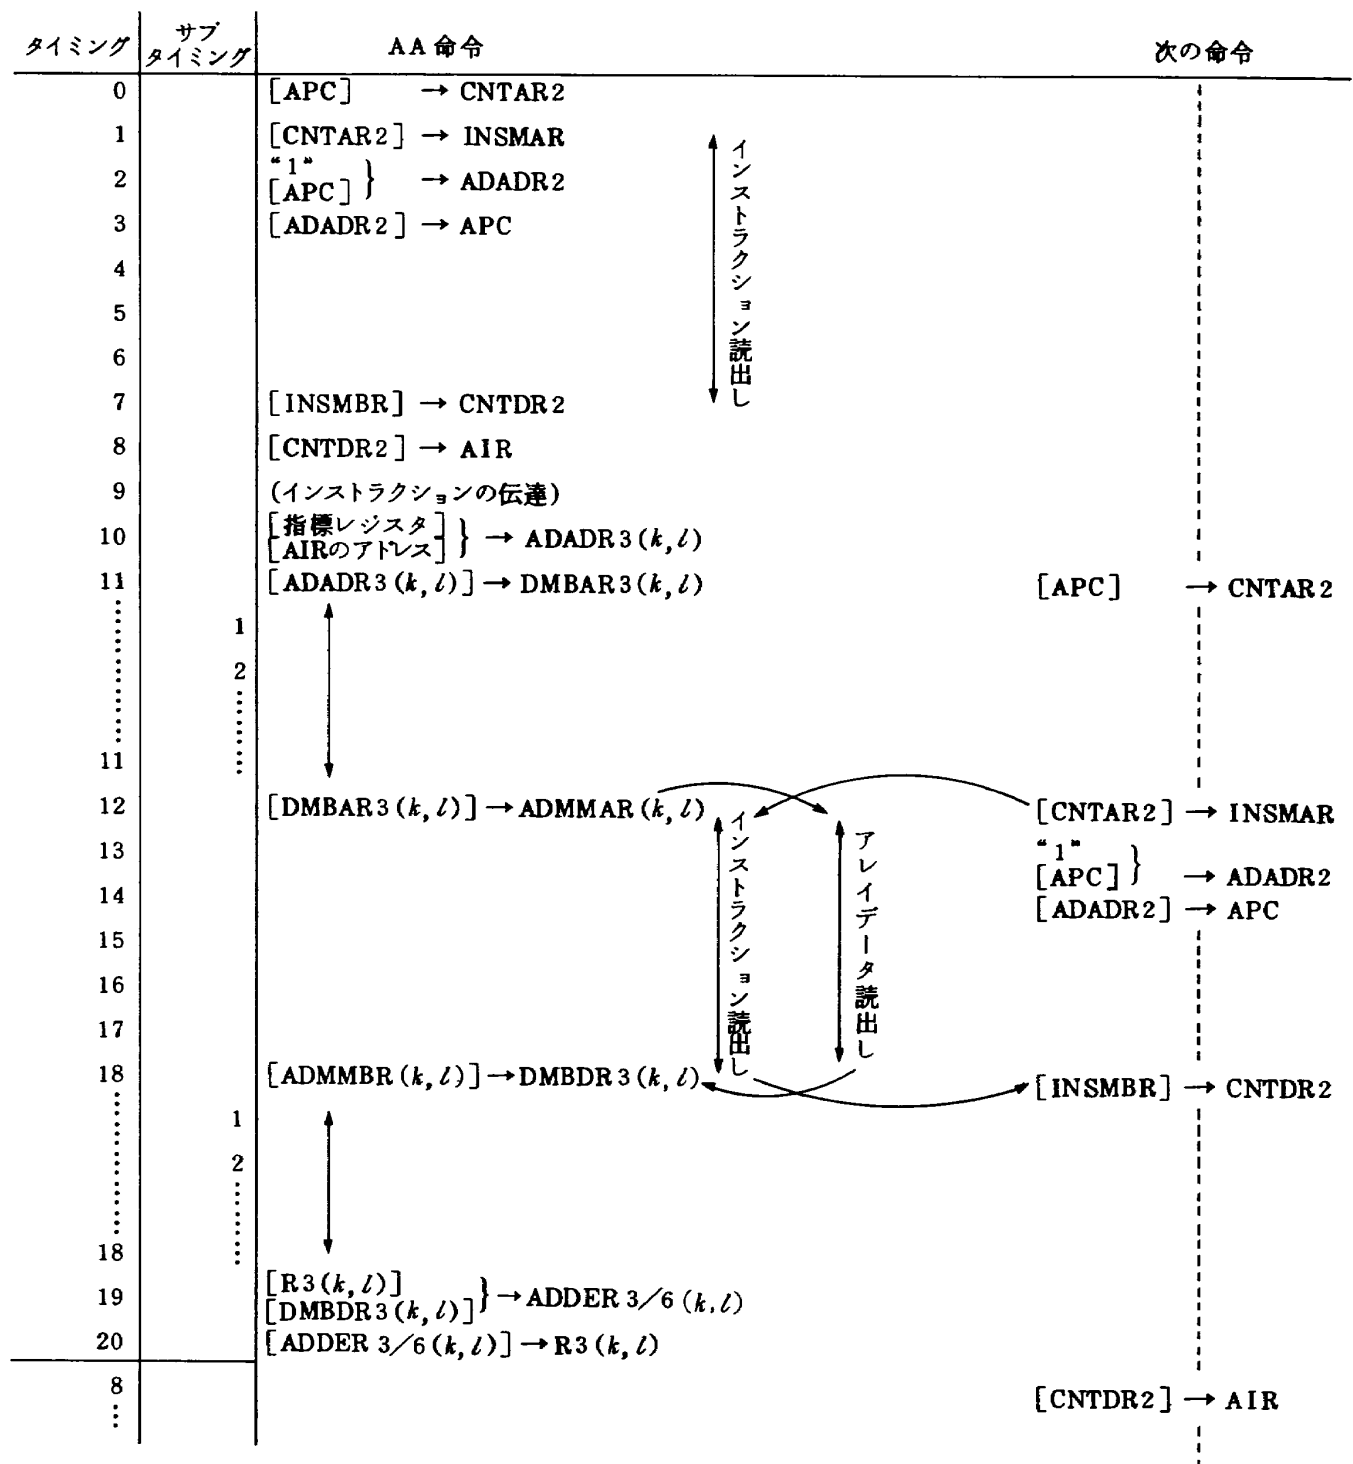 タイミング サブタイミング AA命令 次の命令
0 [APC] → CNTAR2
1 [CNTAR2] → INSMAR
2 “1” [APC] } → ADADR2
3 [ADADR2] → APC
4
5
6
インストラクション読出し
7 [INSMBR] → CNTDR2
8 [CNTDR2] → AIR
9 (インストラクションの伝達)
10 [指標レジスタ] [AIRのアドレス] } → ADADR3(k,l)
11 [ADADR3(k,l)] → DMBAR3(k,l) [APC] → CNTAR2
1
2
11
12 [DMBAR3(k,l)] → ADMMAR(k,l) [CNTAR2] → INSMAR
13 “1” [APC] } → ADADR2
14 [ADADR2] → APC
15
16
17
インストラクション読出し
アレイデータ読出し
18 [ADMMBR(k,l)] → DMBDR3(k,l) [INSMBR] → CNTDR2
1
2
18
19 [R3(k,l)] [DMBDR3(k,l)] } → ADDER 3/6(k,l)
20 [ADDER 3/6(k,l)] → R3(k,l)
8 [CNTDR2] → AIR